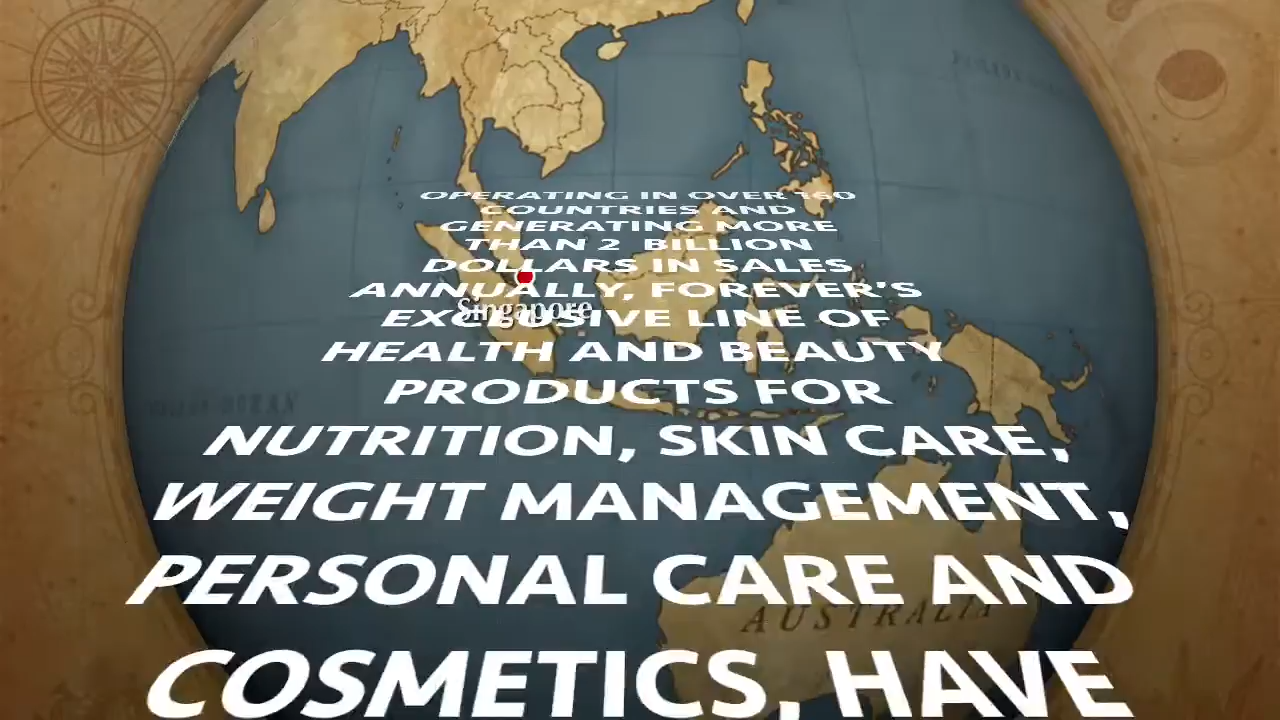 OPERATING IN OVER 160
COUNTRIES AND
GENERATING MORE
THAN 2 BILLION
DOLLARS IN SALES
ANNUALLY, FOREVER'S
Singapore
EXCLUSIVE LINE OF
HEALTH AND BEAUTY
PRODUCTS FOR
NUTRITION, SKIN CARE,
WEIGHT MANAGEMENT,
PERSONAL CARE AND
AUSTRALIA
COSMETICS, HAVE